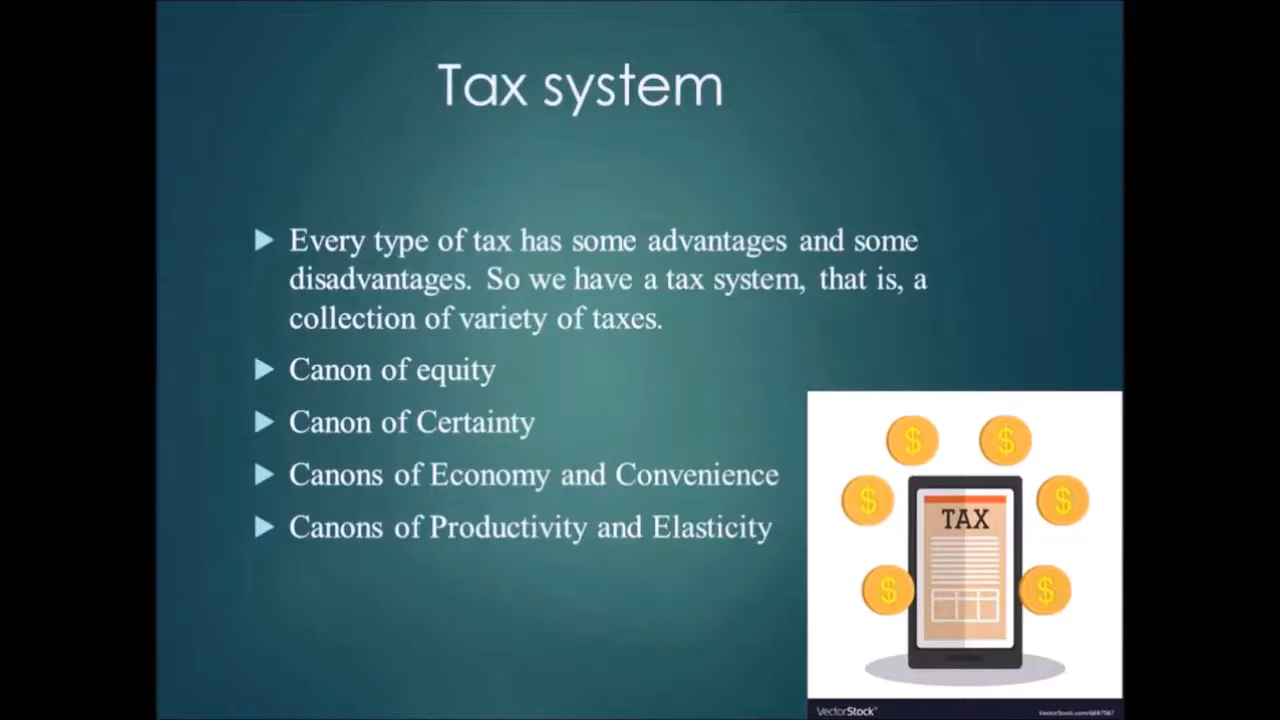 Tax system
Every type of tax has some advantages and some
disadvantages. So we have a tax system, that is, a
collection of variety of taxes.
Canon of equity
Canon of Certainty
Canons of Economy and Convenience
Canons of Productivity and Elasticity
$ $
$ $
TAX
$ $
VectorStock®